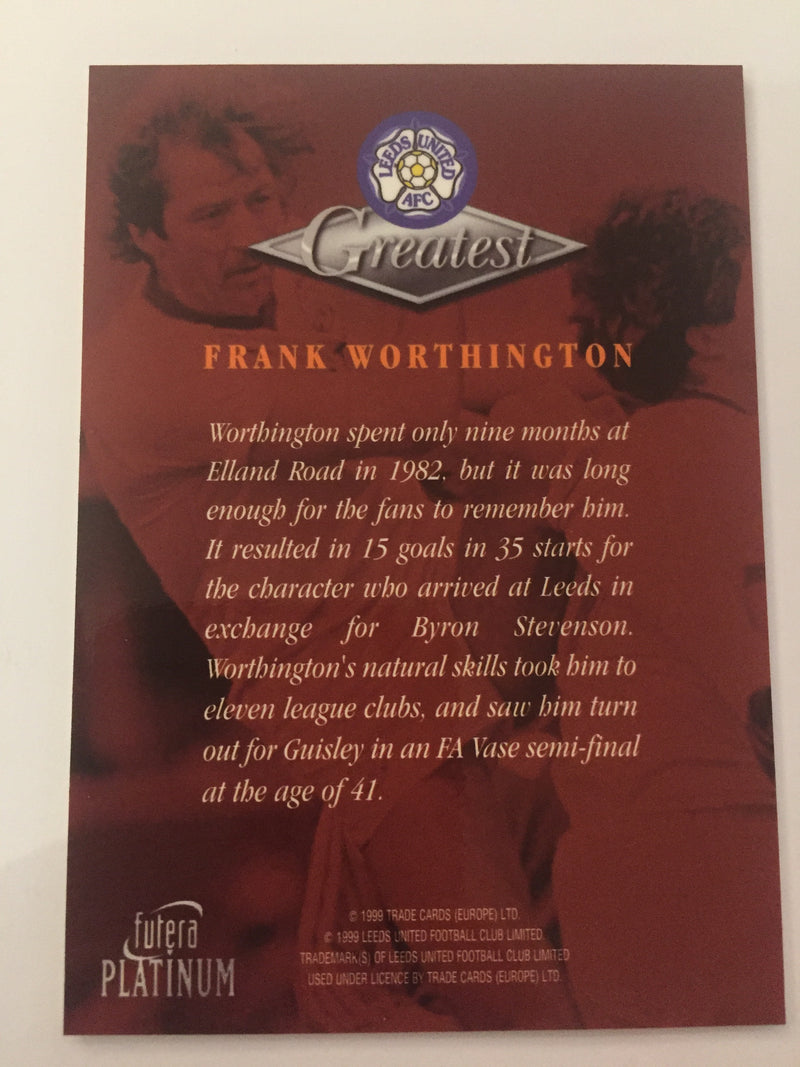 LEEDS UNITED
AFC
Greatest
FRANK WORTHINGTON
Worthington spent only nine months at
Elland Road in 1982, but it was long
enough for the fans to remember him.
It resulted in 15 goals in 35 starts for
the character who arrived at Leeds in
exchange for Byron Stevenson.
Worthington's natural skills took him to
eleven league clubs, and saw him turn
out for Guisley in an FA Vase semi-final
at the age of 41.
futera
PLATINUM
© 1999 TRADE CARDS (EUROPE) LTD.
© 1999 LEEDS UNITED FOOTBALL CLUB LIMITED.
TRADEMARK(S) OF LEEDS UNITED FOOTBALL CLUB LIMITED
USED UNDER LICENCE BY TRADE CARDS (EUROPE) LTD.